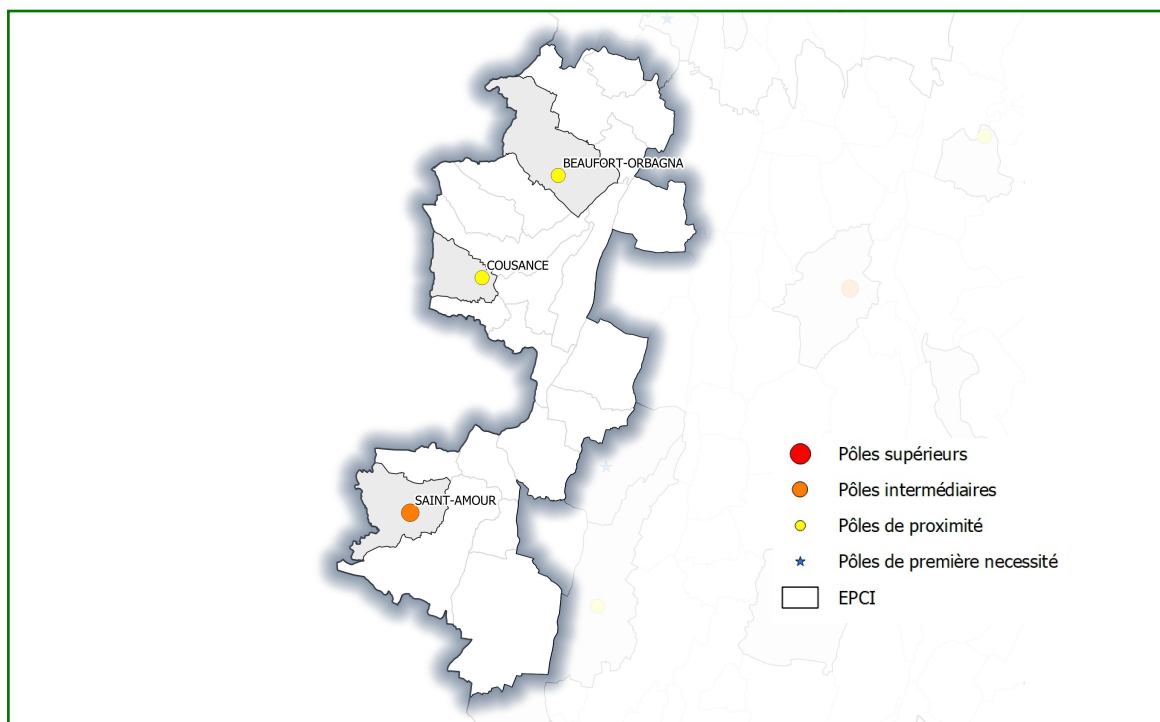 BEAUFORT-ORBAGNA
COUSANCE
SAINT-AMOUR
Pôles supérieurs
Pôles intermédiaires
Pôles de proximité
Pôles de première necessité
EPCI